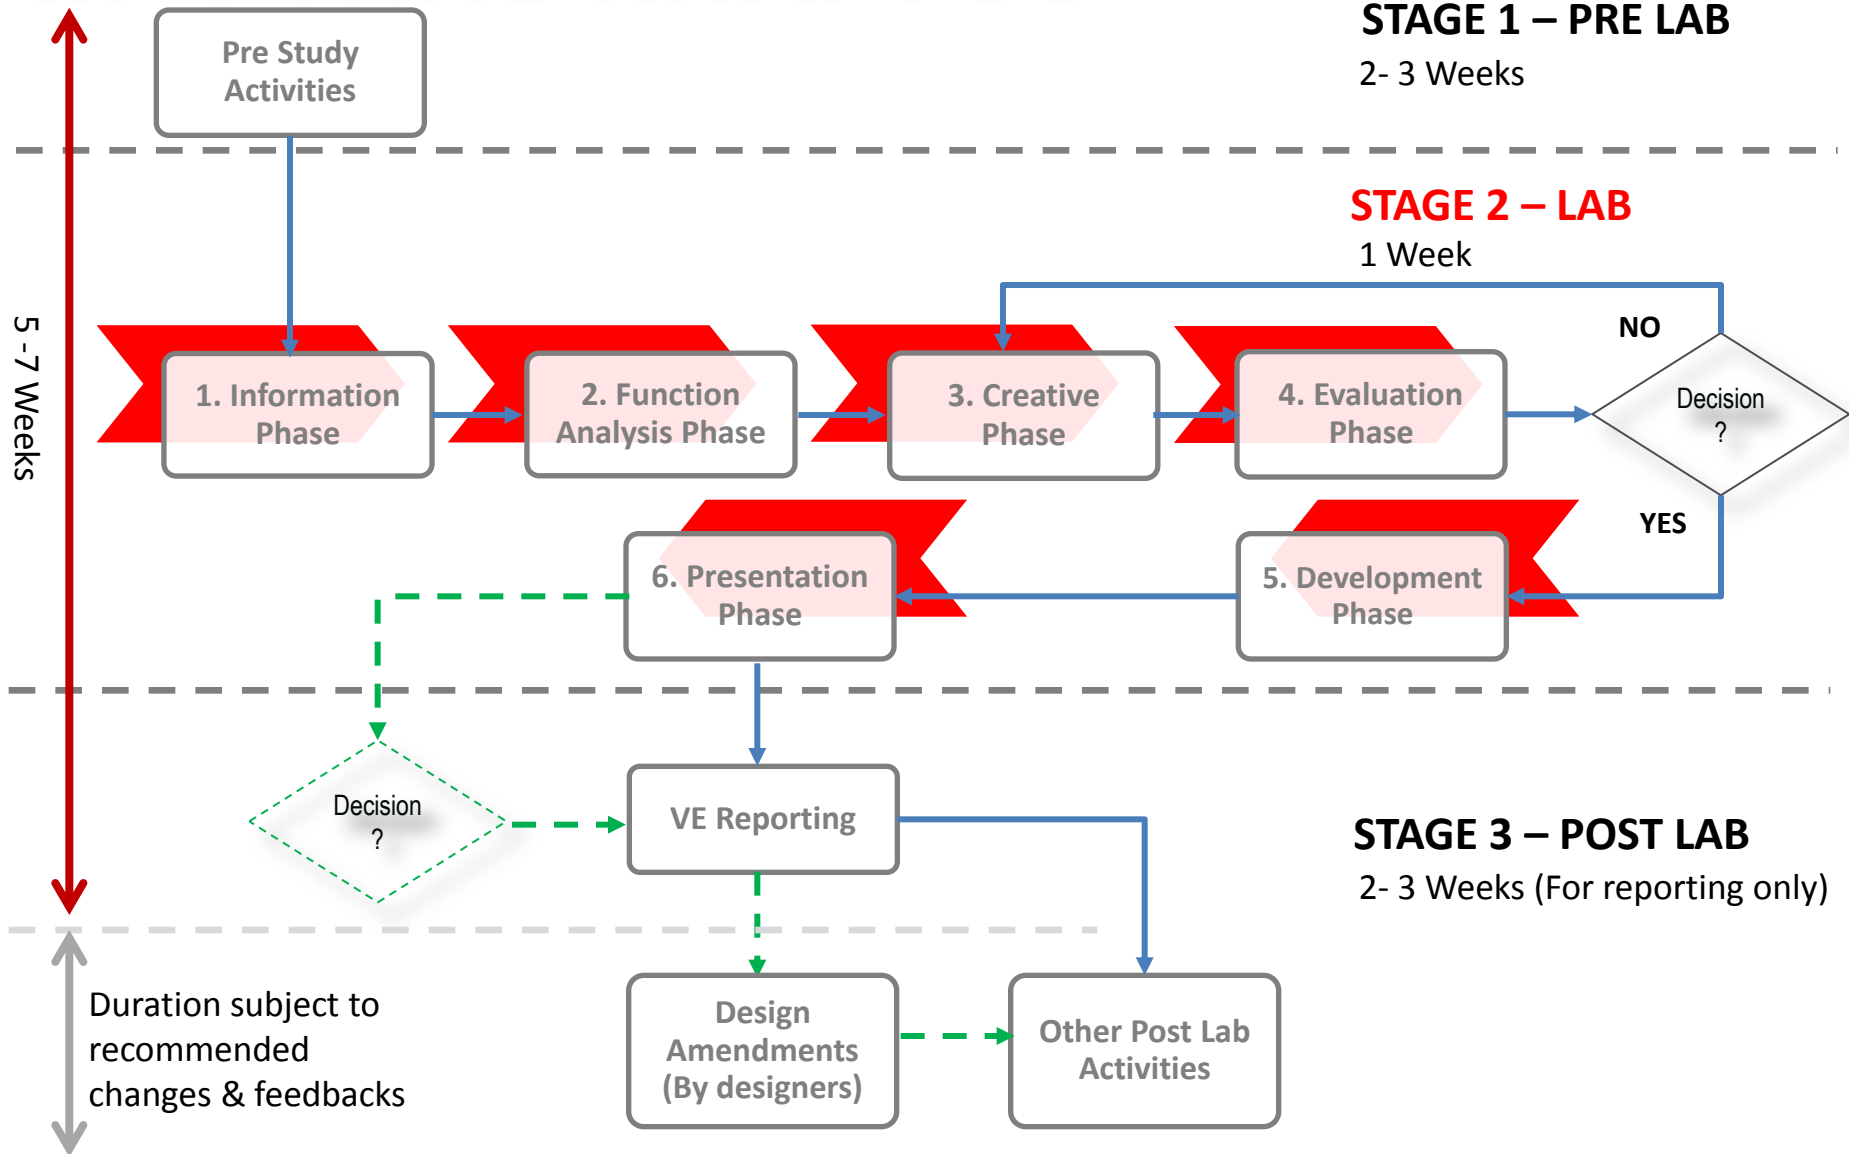 Pre Study
Activities
STAGE 1 – PRE LAB
2- 3 Weeks
STAGE 2 – LAB
1 Week
5 -7 Weeks
NO
1. Information
Phase
2. Function
Analysis Phase
3. Creative
Phase
4. Evaluation
Phase
Decision
?
YES
6. Presentation
Phase
5. Development
Phase
Decision
?
VE Reporting
STAGE 3 – POST LAB
2- 3 Weeks (For reporting only)
Duration subject to
recommended
changes & feedbacks
Design
Amendments
(By designers)
Other Post Lab
Activities